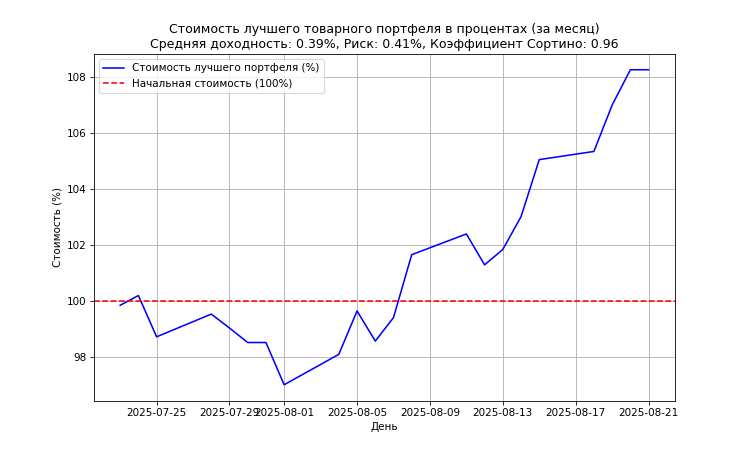 Стоимость лучшего товарного портфеля в процентах (за месяц)
Средняя доходность: 0.39%, Риск: 0.41%, Коэффициент Сортино: 0.96
Стоимость лучшего портфеля (%)
Начальная стоимость (100%)
Стоимость (%)
108
106
104
102
100
98
2025-07-25
2025-07-29
2025-08-01
2025-08-05
2025-08-09
2025-08-13
2025-08-17
2025-08-21
День